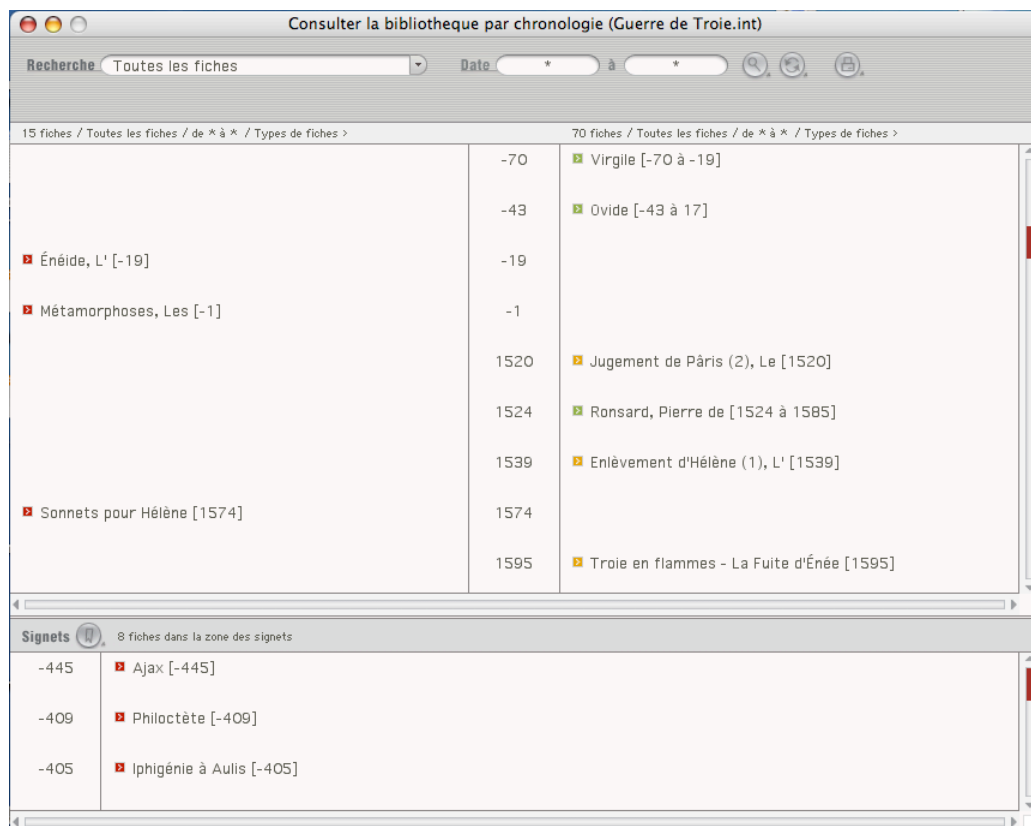 Consulter la bibliotheque par chronologie (Guerre de Troie.int)
Recherche Toutes les fiches Date * à *
15 fiches / Toutes les fiches / de * à * / Types de fiches > 70 fiches / Toutes les fiches / de * à * / Types de fiches >
-70 Virgile [-70 à -19]
-43 Ovide [-43 à 17]
Énéide, L' [-19] -19
Métamorphoses, Les [-1] -1
1520 Jugement de Pâris (2), Le [1520]
1524 Ronsard, Pierre de [1524 à 1585]
1539 Enlèvement d'Hélène (1), L' [1539]
Sonnets pour Hélène [1574] 1574
1595 Troie en flammes - La Fuite d'Énée [1595]
Signets 8 fiches dans la zone des signets
-445 Ajax [-445]
-409 Philoctète [-409]
-405 Iphigénie à Aulis [-405]